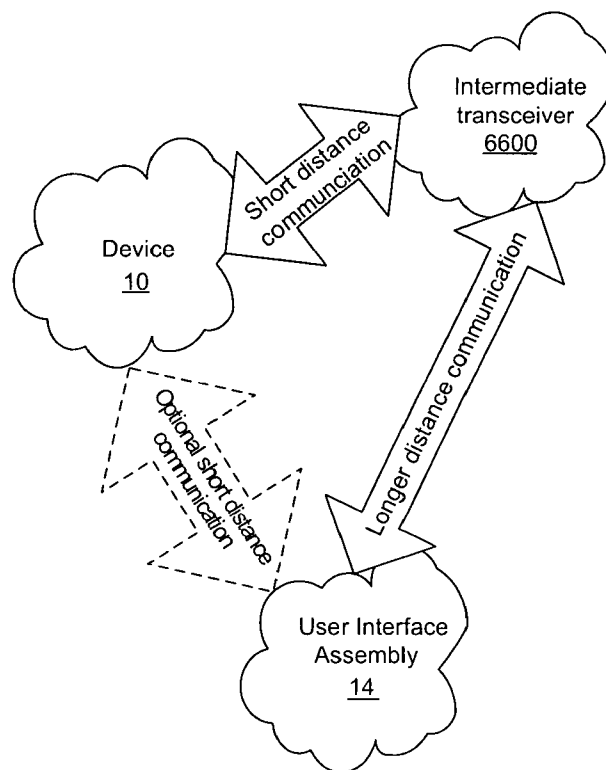 Intermediate
transceiver
6600
Short distance
communciation
Device
10
Longer distance communication
Optional short distance
communication
User Interface
Assembly
14